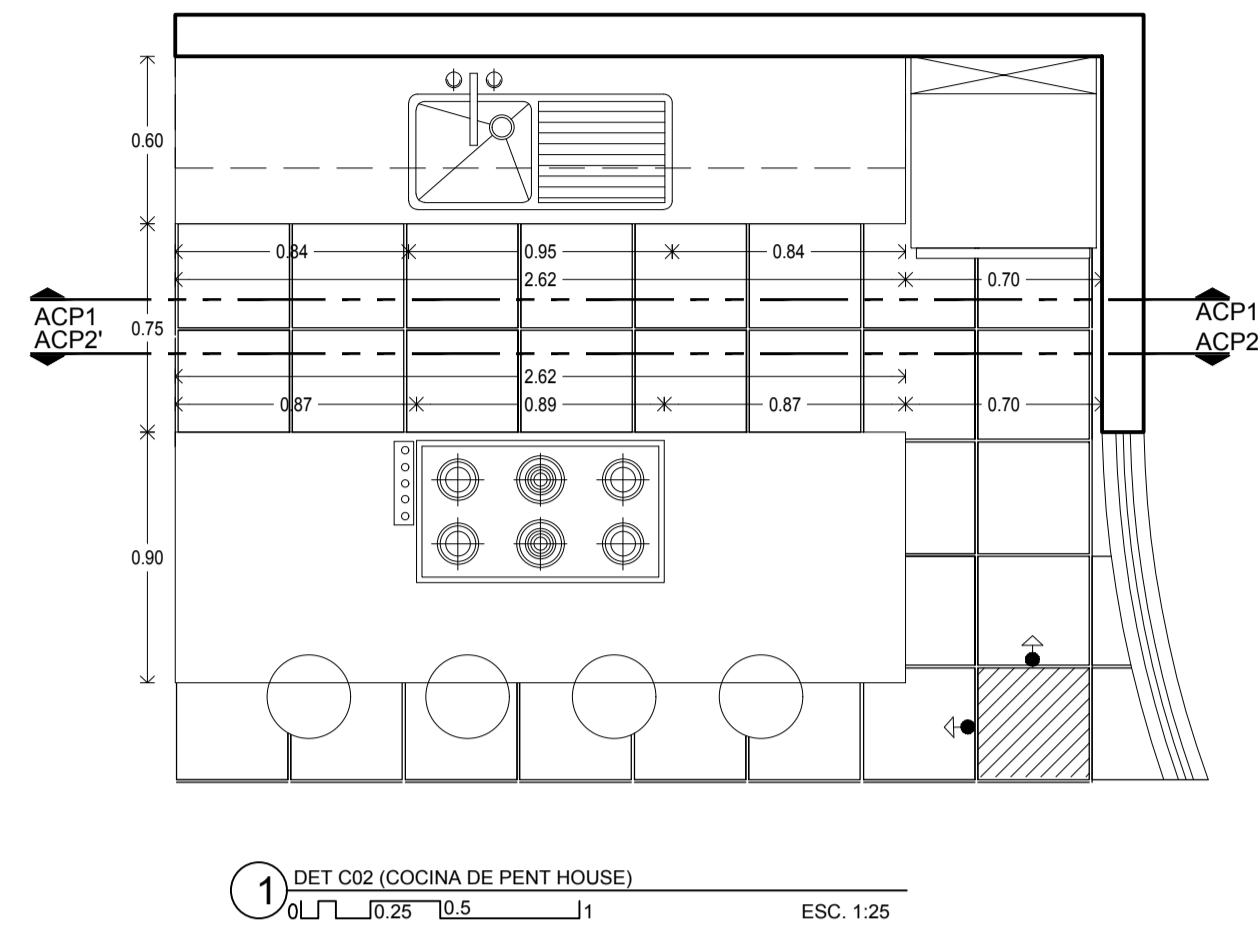 0.60
0.84 0.95 0.84
2.62 0.70
ACP1 ACP1
0.75
ACP2' ACP2
2.62
0.87 0.89 0.87 0.70
0.90
1 DET C02 (COCINA DE PENT HOUSE)
0 0.25 0.5 1 ESC. 1:25